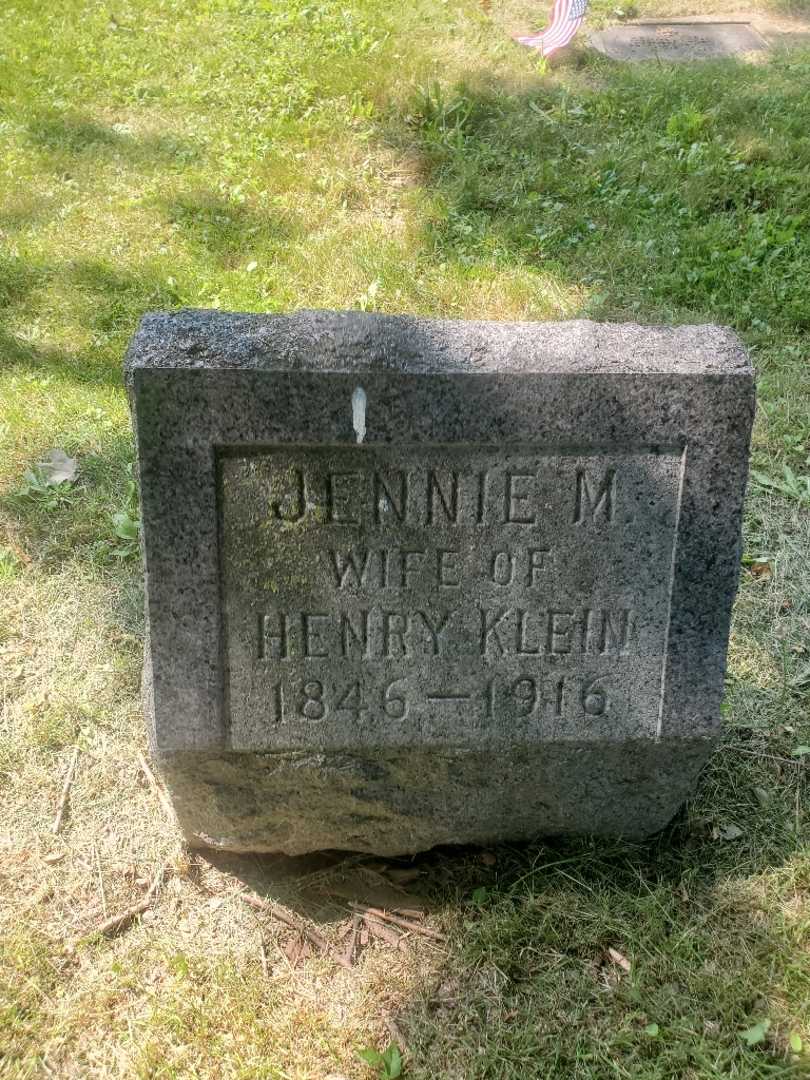 JENNIE M
WIFE OF
HENRY KLEIN
1846—1916